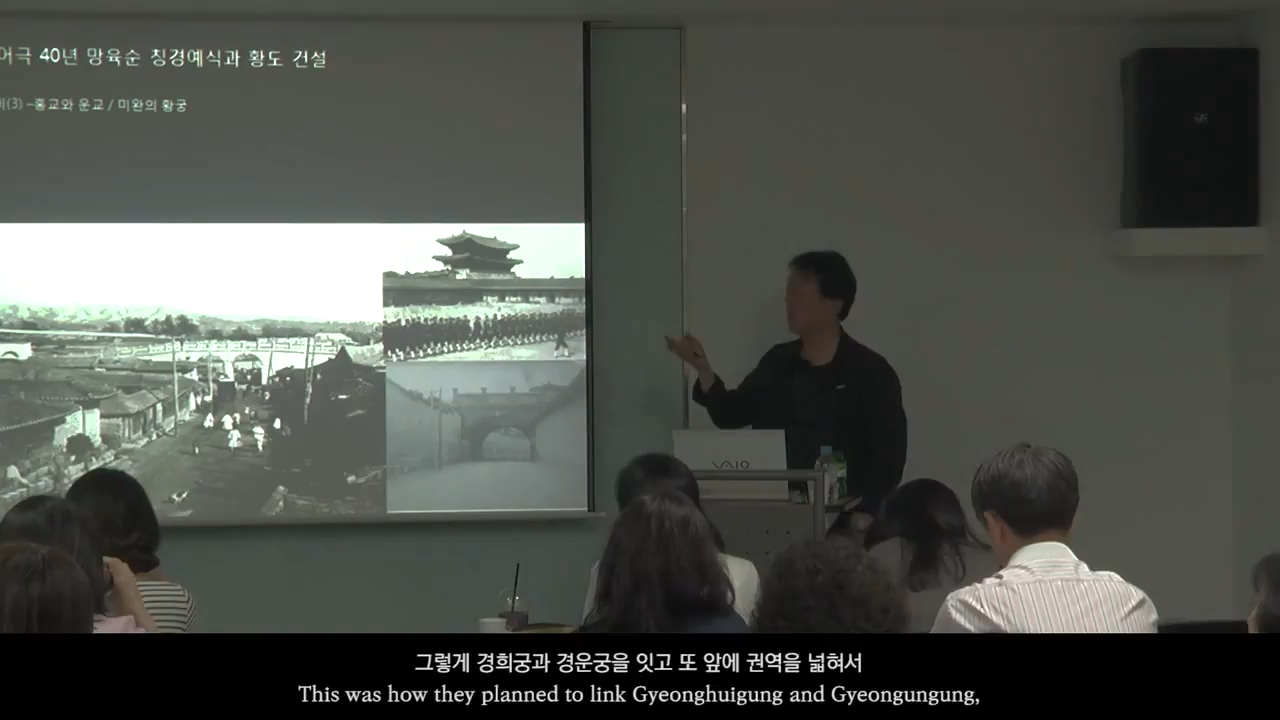 어극 40년 망육순 칭경예식과 황도 건설
(3) –홍교와 운교 / 미완의 황궁
VAIO
그렇게 경희궁과 경운궁을 잇고 또 앞에 권역을 넓혀서
This was how they planned to link Gyeonghuigung and Gyeongungung,